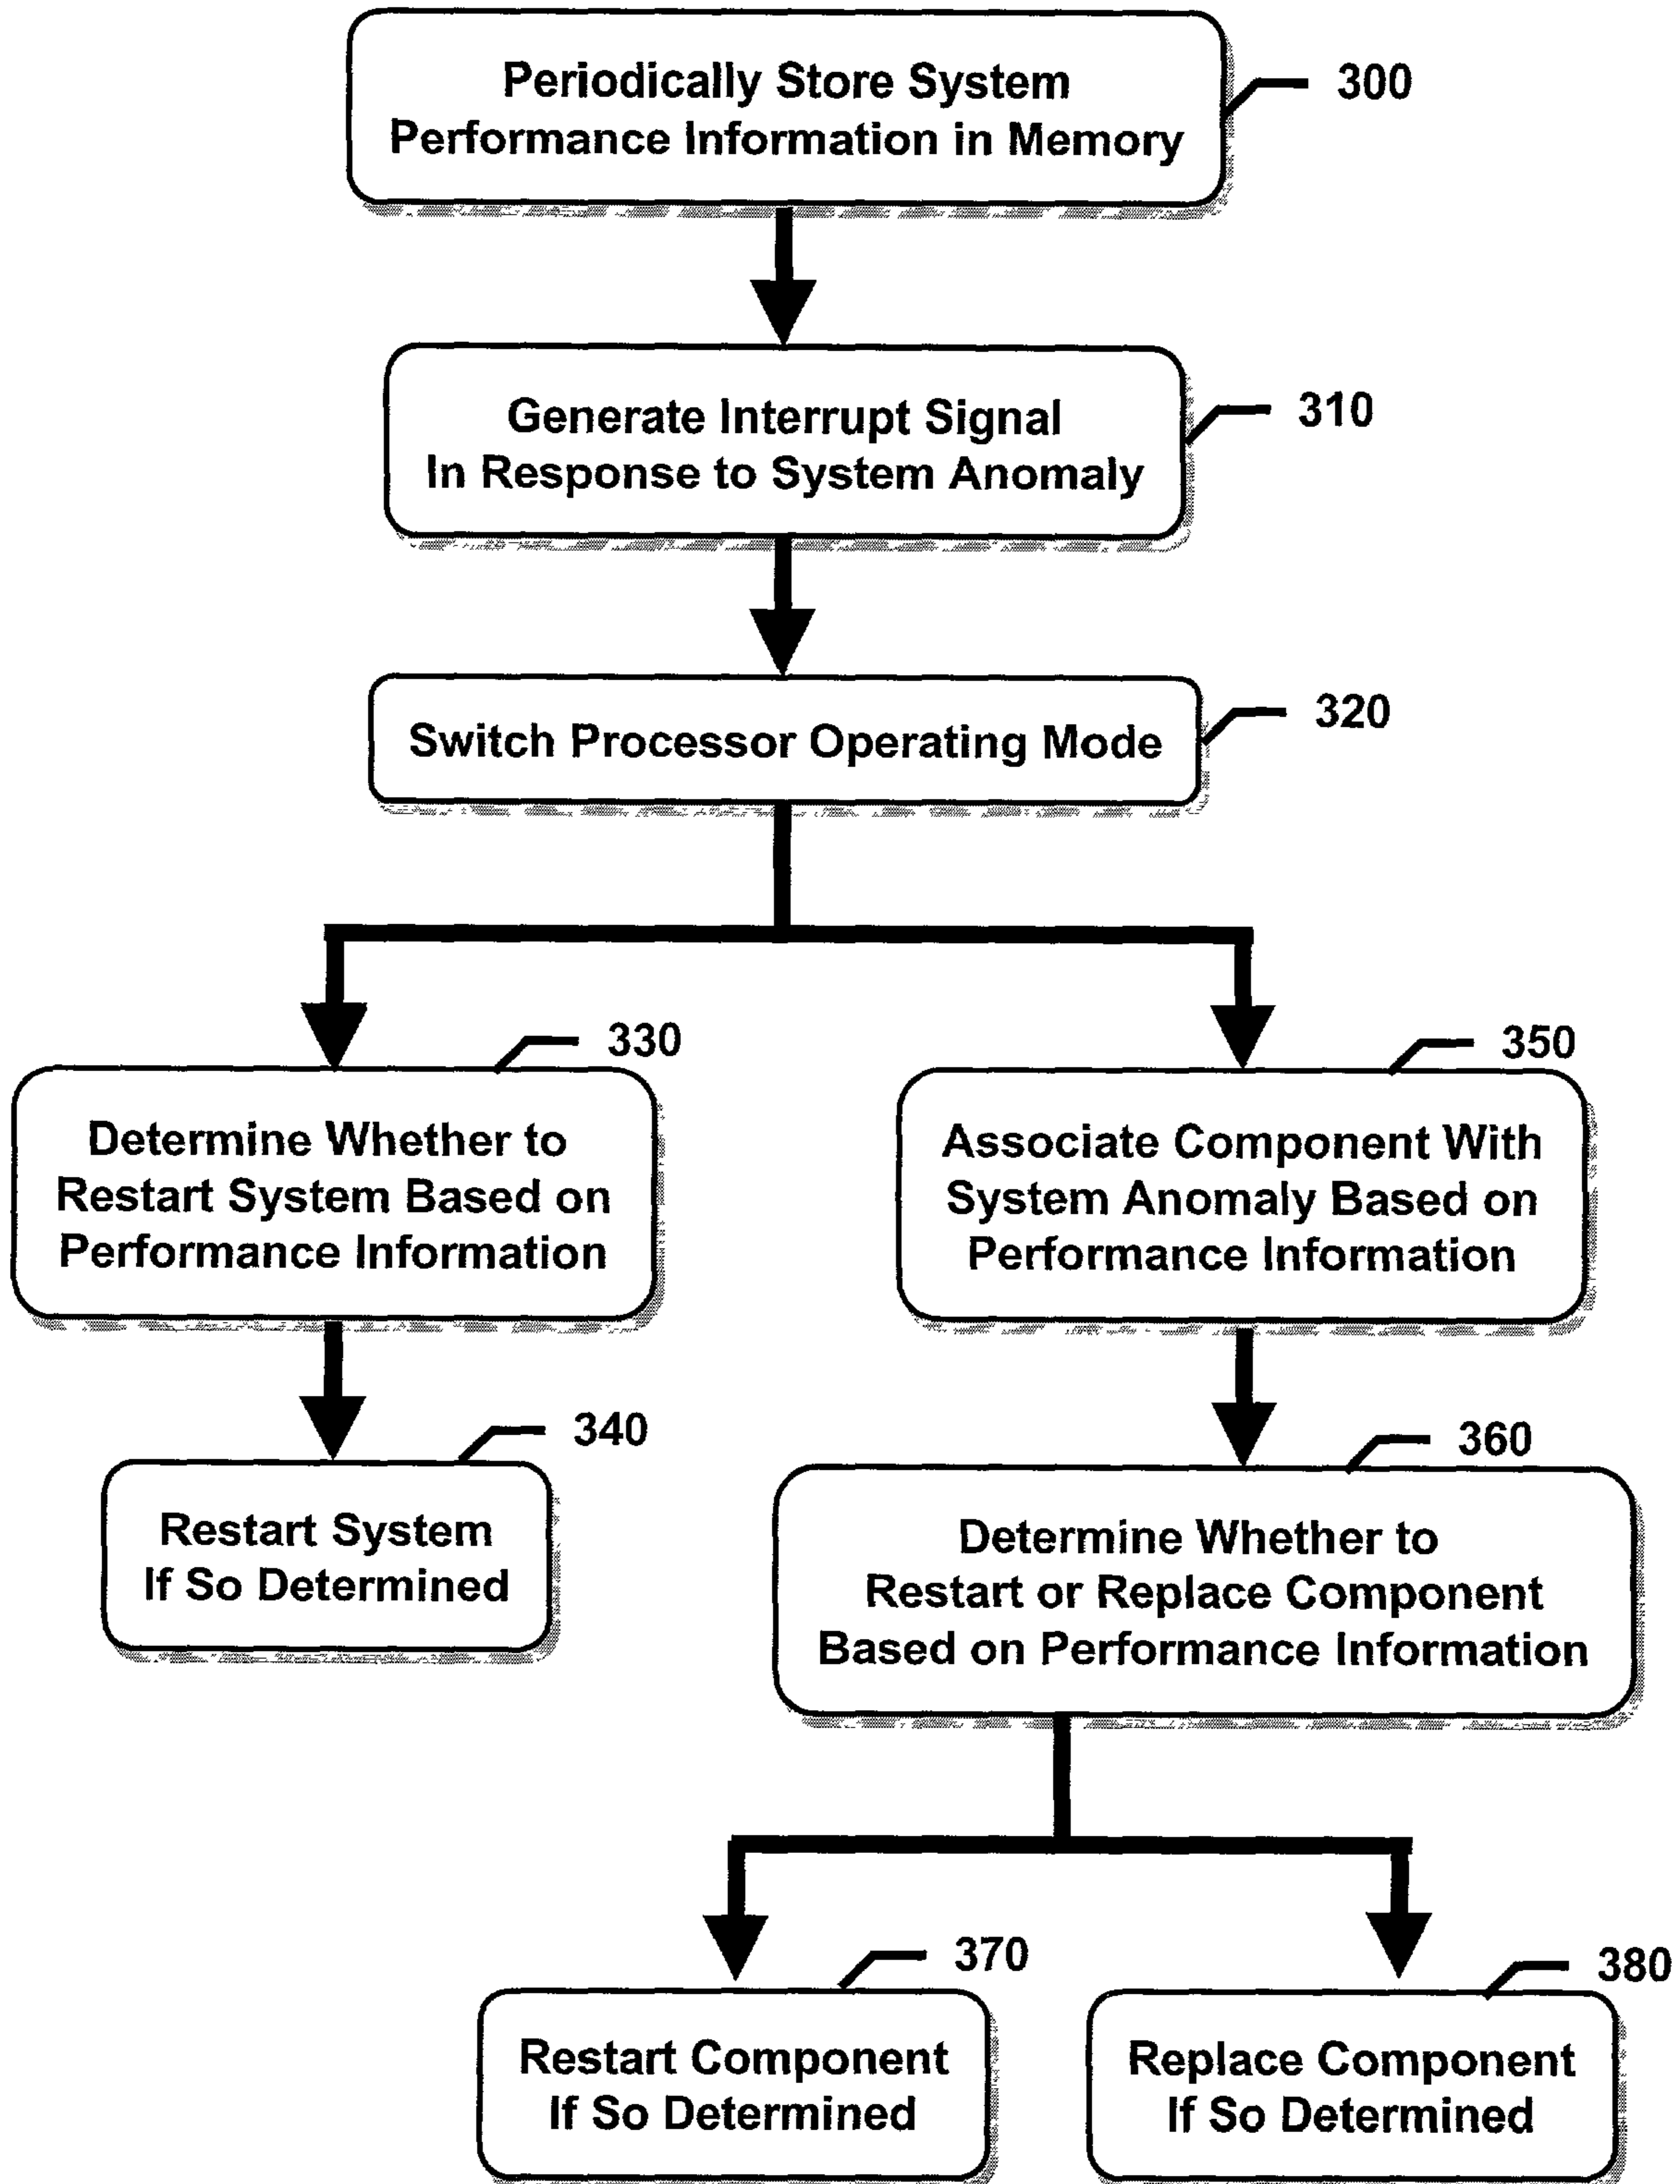 Periodically Store System
Performance Information in Memory
300
Generate Interrupt Signal
In Response to System Anomaly
310
Switch Processor Operating Mode
320
330
Determine Whether to
Restart System Based on
Performance Information
350
Associate Component With
System Anomaly Based on
Performance Information
340
Restart System
If So Determined
360
Determine Whether to
Restart or Replace Component
Based on Performance Information
370
Restart Component
If So Determined
380
Replace Component
If So Determined